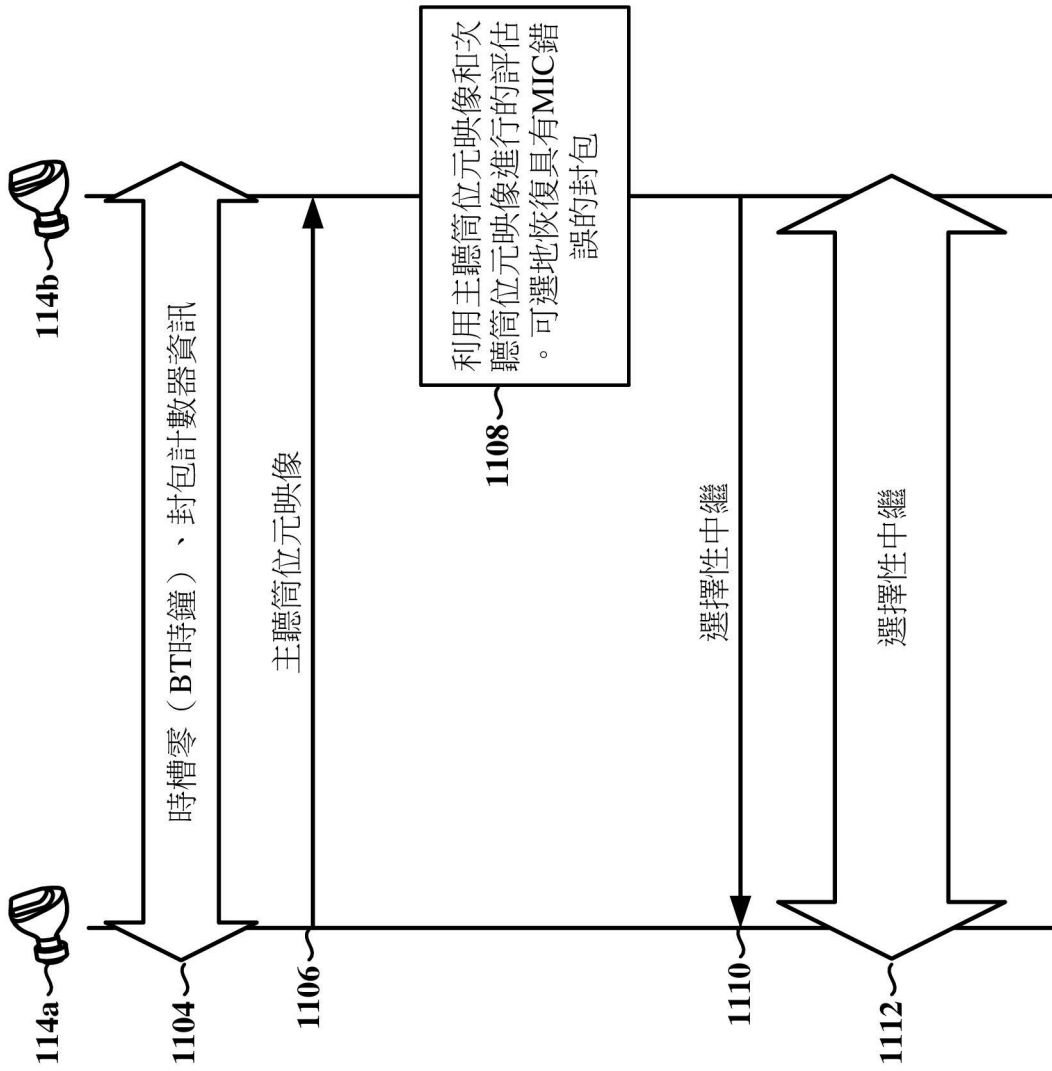 114a
114b
時槽零（BT時鐘）、封包計數器資訊
1104
主聽筒位元映像
1106
利用主聽筒位元映像和次
聽筒位元映像進行的評估
。可選地恢復具有MIC錯
誤的封包
1108
選擇性中繼
1110
選擇性中繼
1112